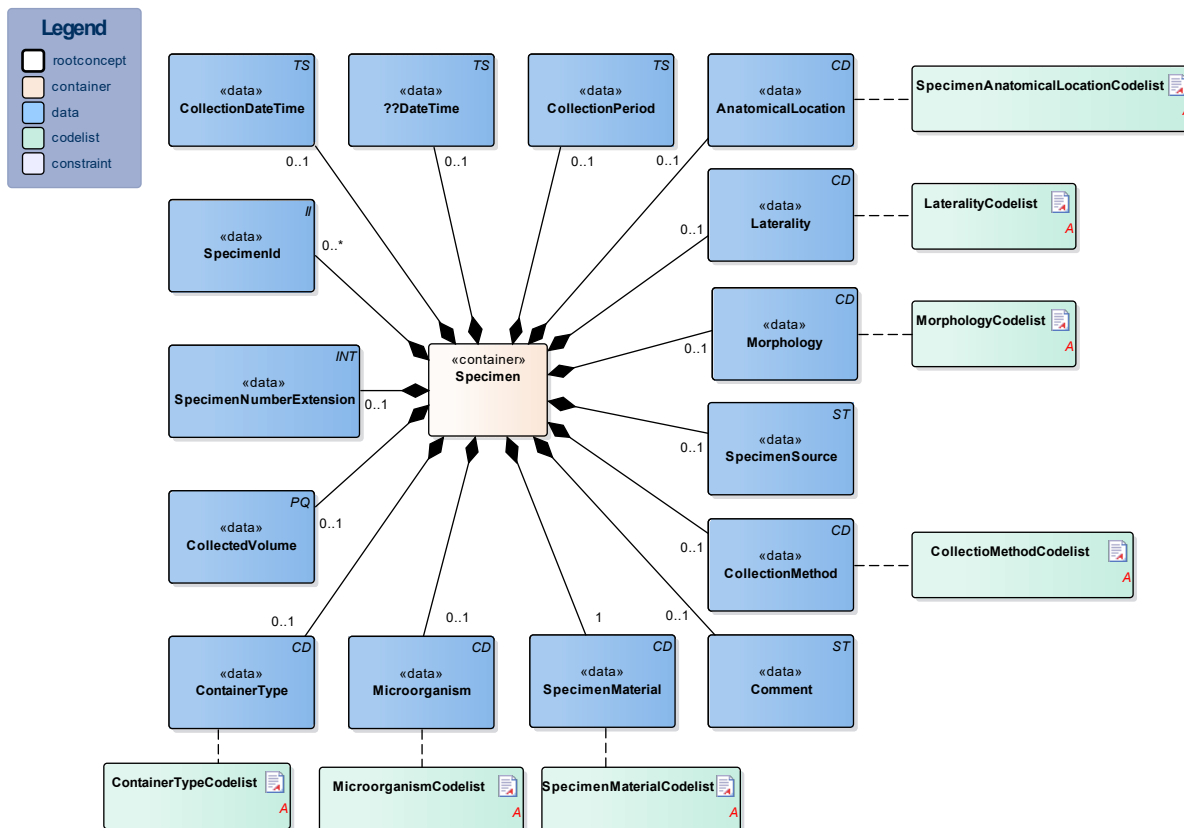 Legend
rootconcept
container
data
codelist
constraint
TS
«data»
CollectionDateTime
0..1
TS
«data»
??DateTime
0..1
TS
«data»
CollectionPeriod
0..1
CD
«data»
AnatomicalLocation
0..1
SpecimenAnatomicalLocationCodelist
A
II
«data»
SpecimenId
0..*
CD
«data»
Laterality
0..1
LateralityCodelist
A
CD
«data»
Morphology
0..1
MorphologyCodelist
A
«container»
Specimen
INT
«data»
SpecimenNumberExtension
0..1
ST
«data»
SpecimenSource
0..1
PQ
«data»
CollectedVolume
0..1
CD
«data»
CollectionMethod
0..1
CollectioMethodCodelist
A
CD
«data»
ContainerType
0..1
CD
«data»
Microorganism
0..1
CD
«data»
SpecimenMaterial
1
ST
«data»
Comment
0..1
ContainerTypeCodelist
A
MicroorganismCodelist
A
SpecimenMaterialCodelist
A